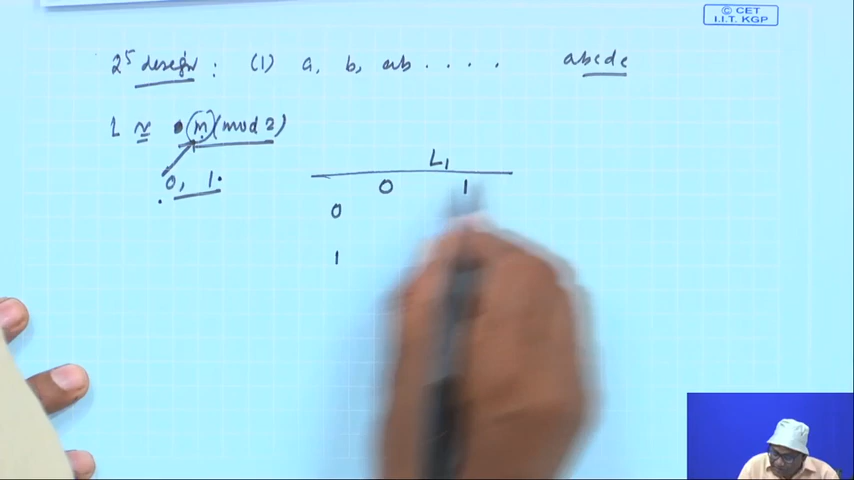 © CET
I.I.T. KGP
2⁵ design : (1) a, b, ab . . . . abcde
L ≅ m (mod 2)
0, 1
L₁
0 1
0
1